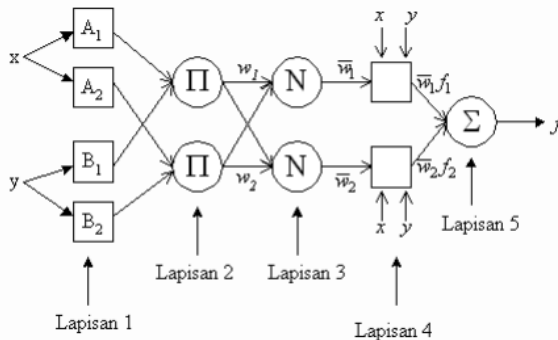 x y
A₁
w₁ w̅₁ w̅₁f₁
x Π N
A₂
Σ f
B₁
y Π N
w₂ w̅₂ w̅₂f₂
B₂
x y
Lapisan 5
Lapisan 2 Lapisan 3
Lapisan 1 Lapisan 4